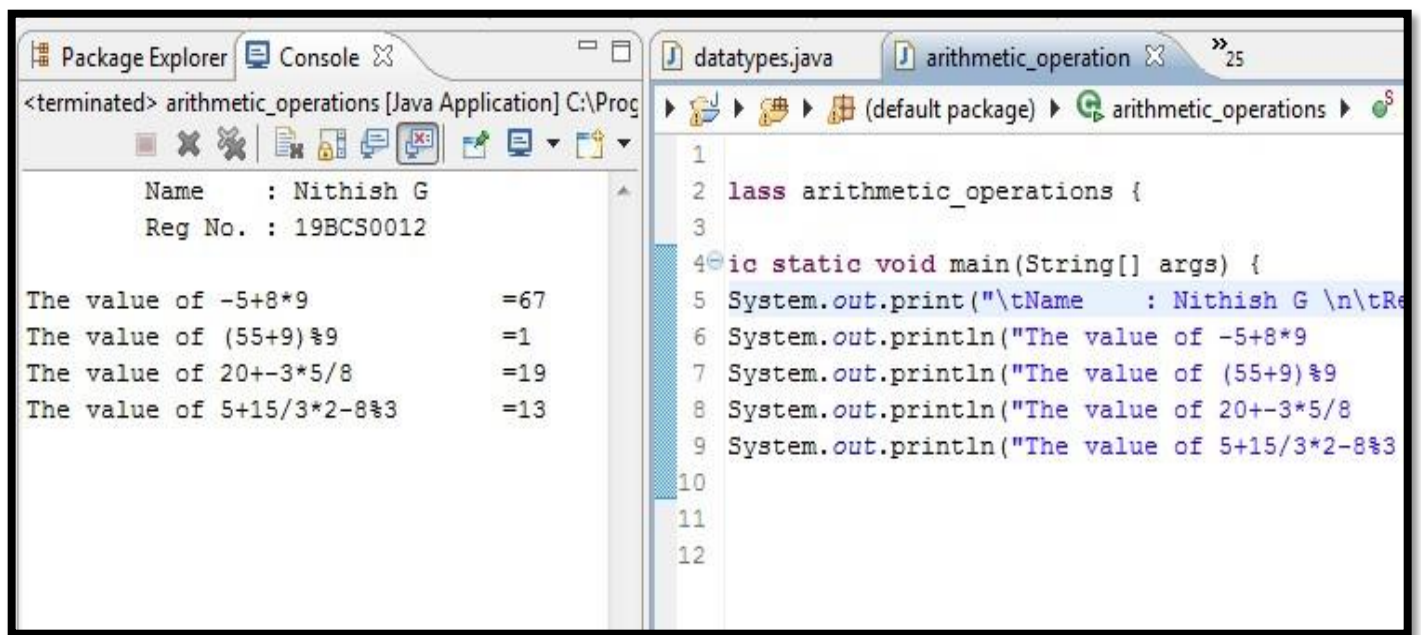 Package Explorer Console
<terminated> arithmetic_operations [Java Application] C:\Prog
Name : Nithish G
Reg No. : 19BCS0012
The value of -5+8*9 =67
The value of (55+9)%9 =1
The value of 20+-3*5/8 =19
The value of 5+15/3*2-8%3 =13
datatypes.java arithmetic_operation »25
(default package) arithmetic_operations
1
2 lass arithmetic_operations {
3
4 ic static void main(String[] args) {
5 System.out.print("\tName : Nithish G \n\tRe
6 System.out.println("The value of -5+8*9
7 System.out.println("The value of (55+9)%9
8 System.out.println("The value of 20+-3*5/8
9 System.out.println("The value of 5+15/3*2-8%3
10
11
12